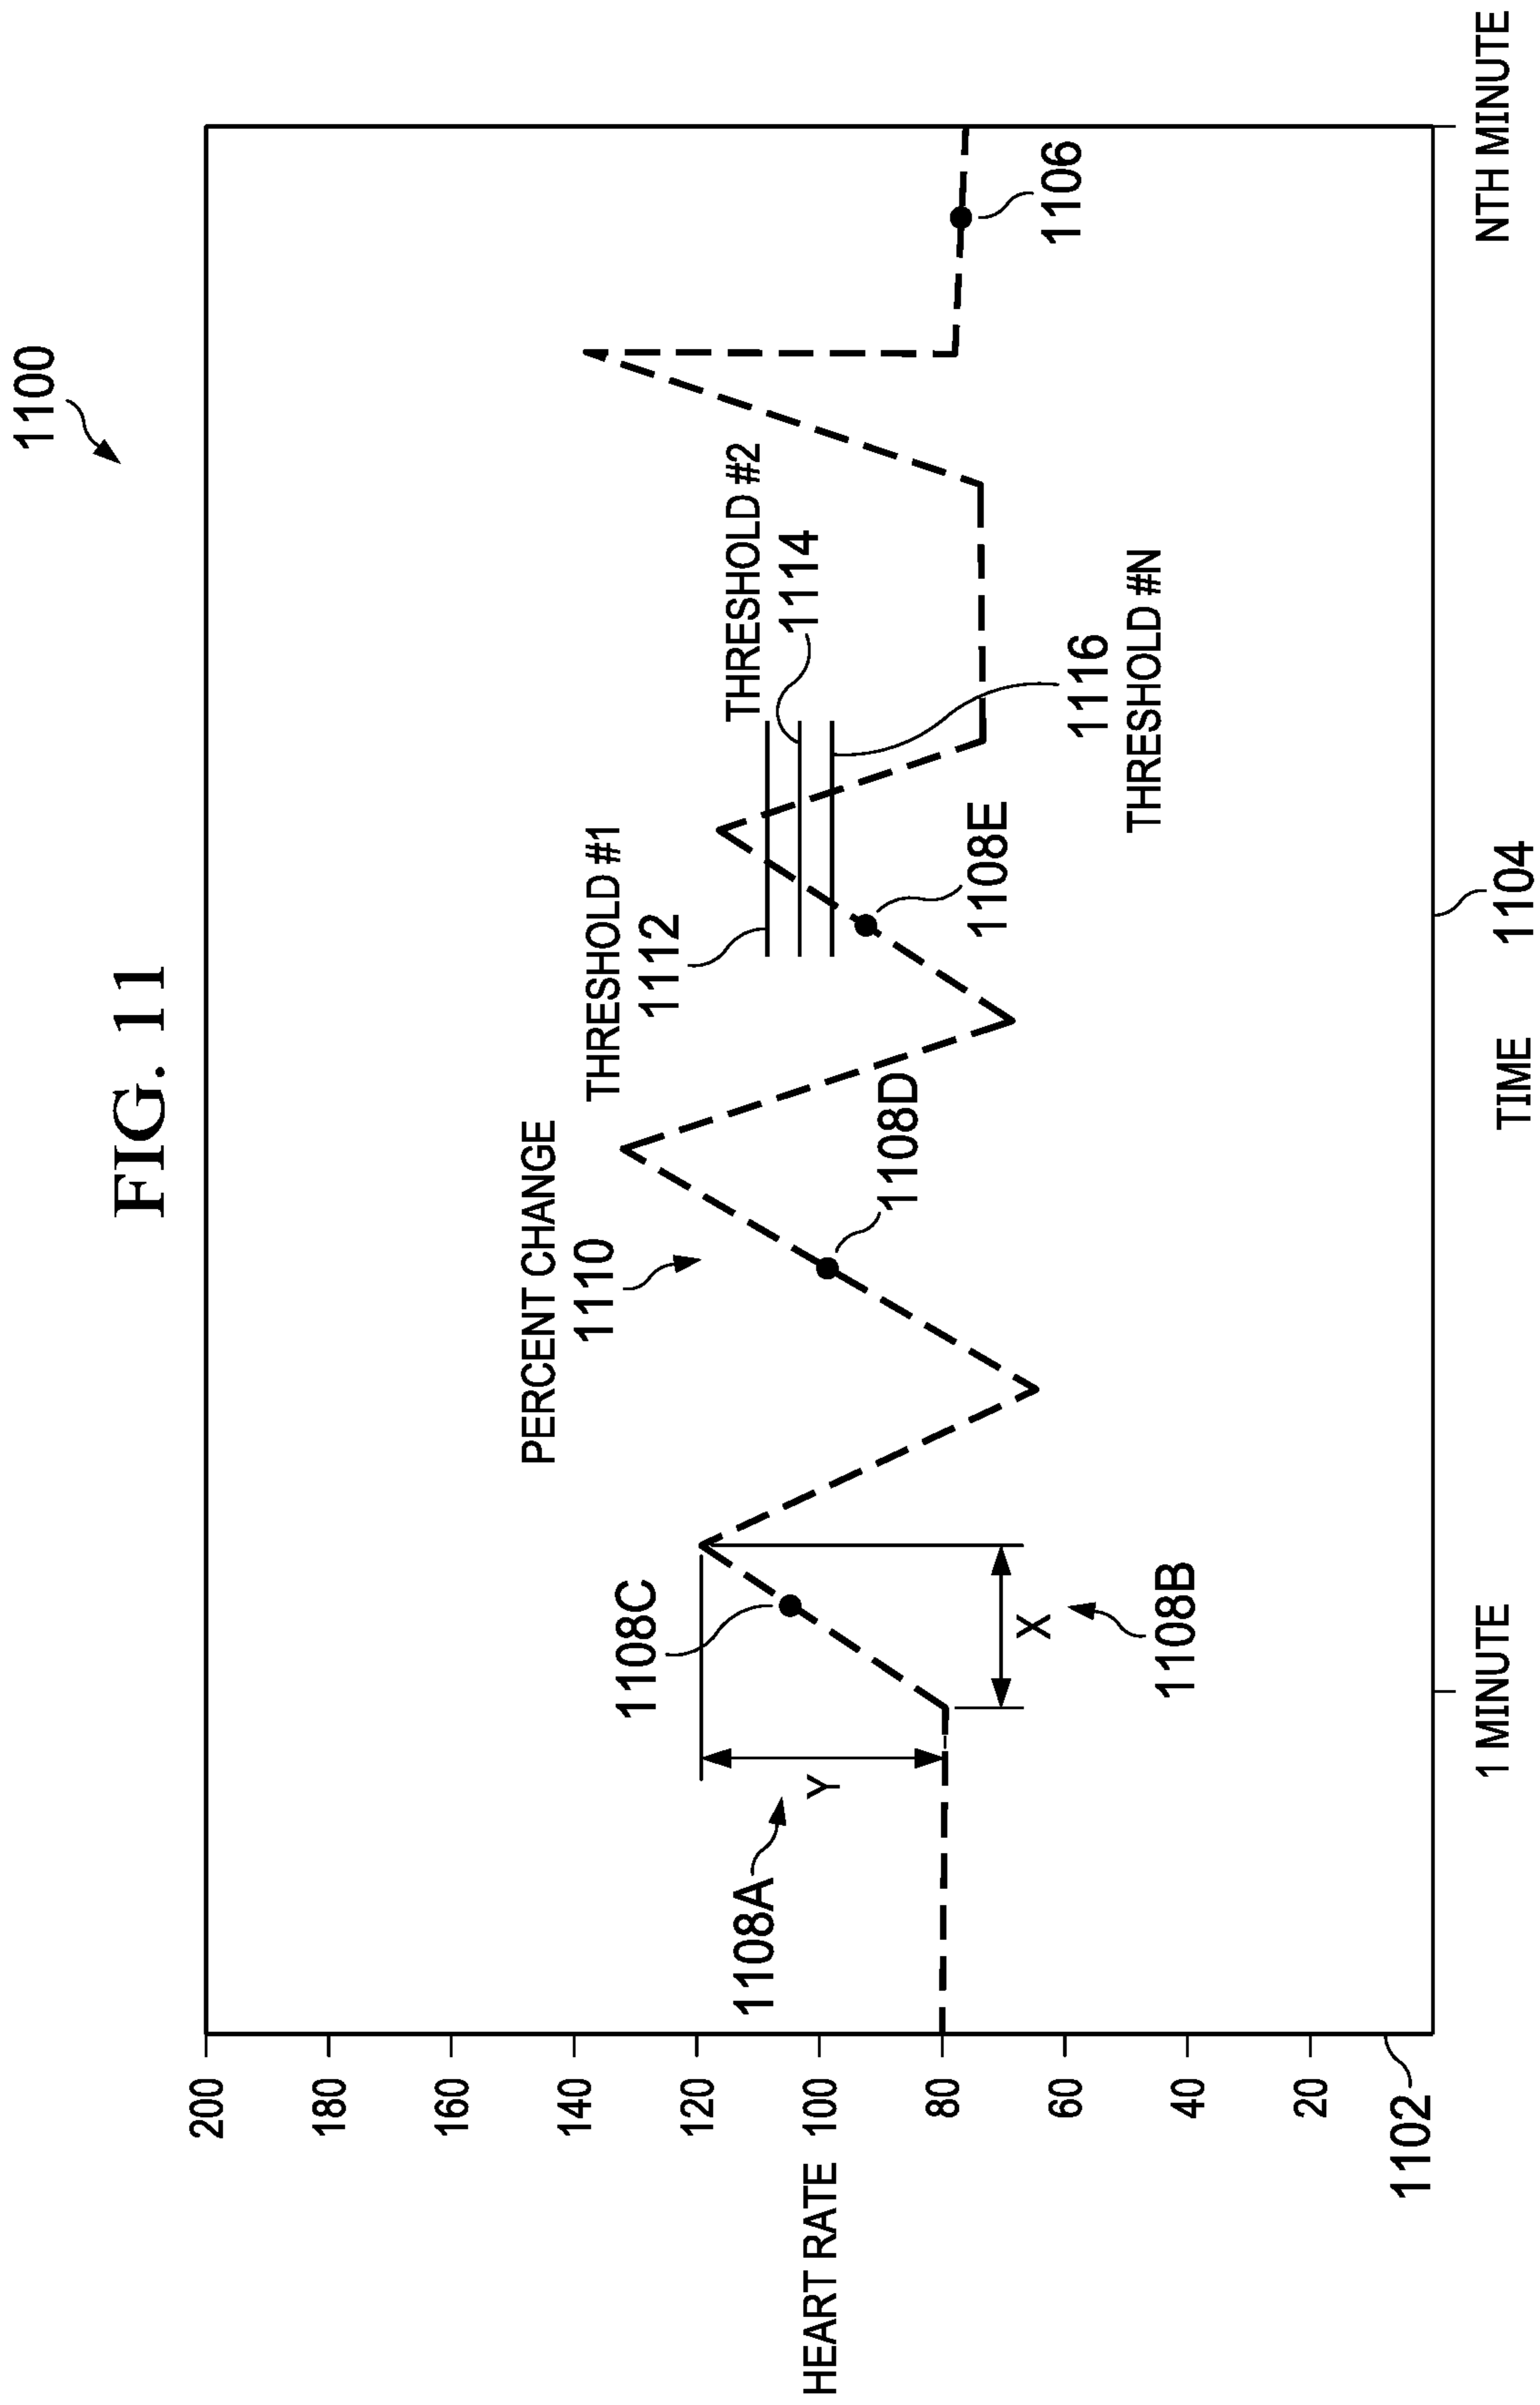 FIG. 11
1100
200
180
160
140
120
100
80
60
40
20
HEART RATE
1102
1108A
Y
1108C
X
1108B
PERCENT CHANGE
1110
1108D
THRESHOLD #1
1112
1108E
THRESHOLD #2
1114
1116
THRESHOLD #N
1106
1 MINUTE
TIME
1104
NTH MINUTE